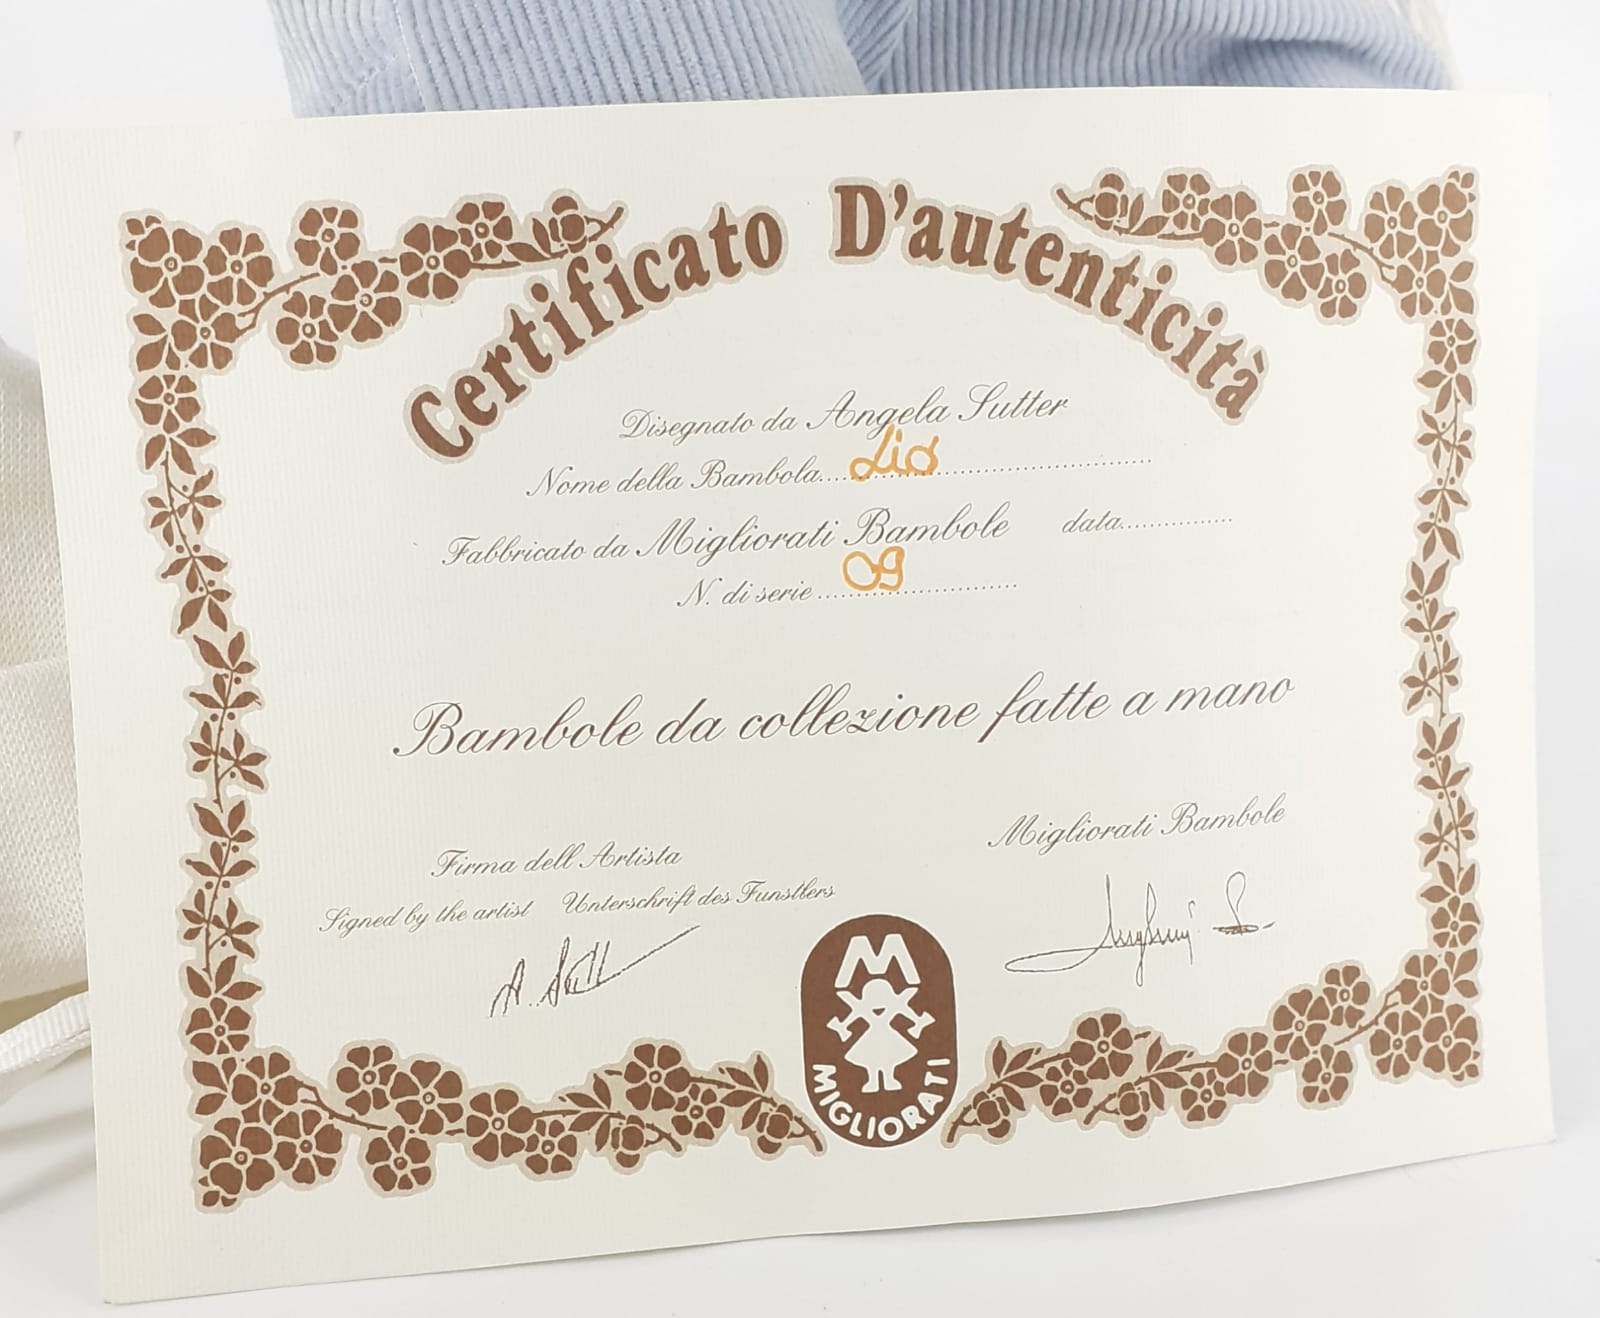 Certificato D'autenticità
Disegnato da Angela Sutter
Nome della Bambola....Lia..............................
Fabbricato da Migliorati Bambole data...............
N. di serie....09....................
Bambole da collezione fatte a mano
Firma dell Artista
Migliorati Bambole
Signed by the artist Unterschrift des Funstlers
M
MIGLIORATI